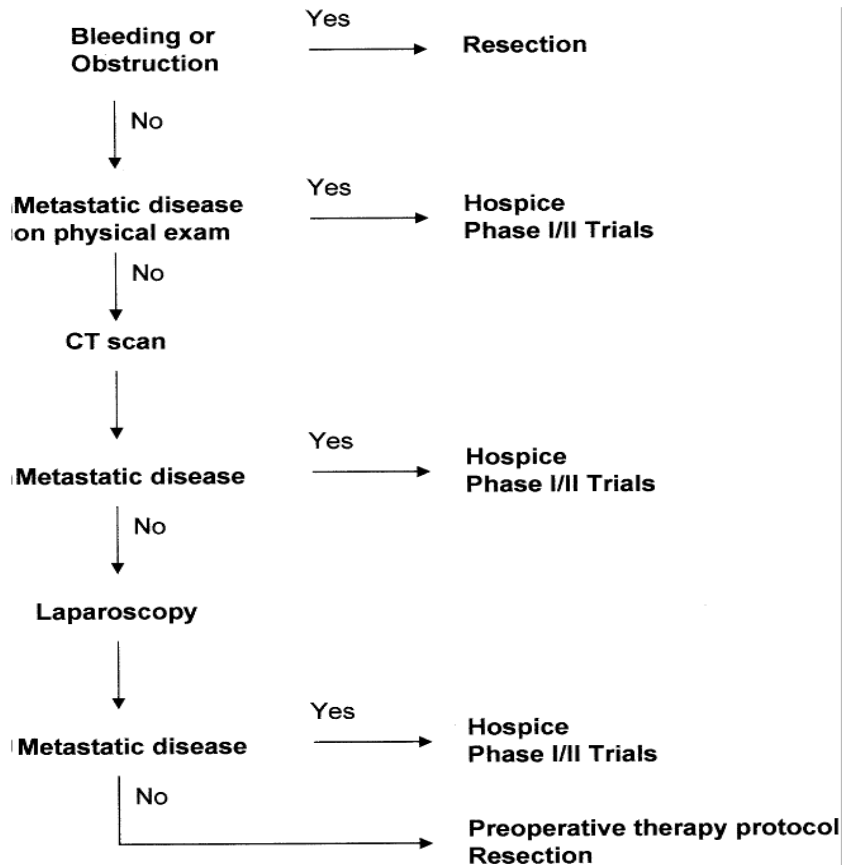 Bleeding or
Obstruction
Yes
Resection
No
Metastatic disease
on physical exam
Yes
Hospice
Phase I/II Trials
No
CT scan
Metastatic disease
Yes
Hospice
Phase I/II Trials
No
Laparoscopy
Metastatic disease
Yes
Hospice
Phase I/II Trials
No
Preoperative therapy protocol
Resection